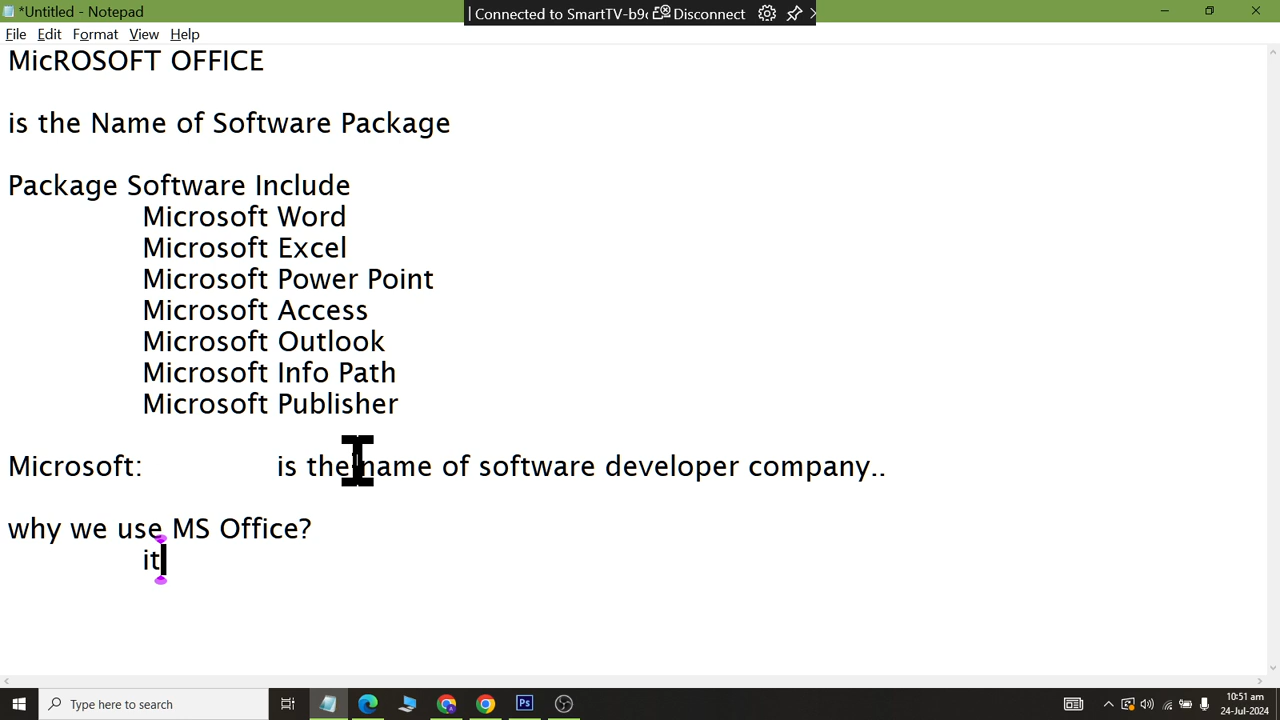 *Untitled - Notepad
Connected to SmartTV-b9
Disconnect
File Edit Format View Help
MicROSOFT OFFICE
is the Name of Software Package
Package Software Include
Microsoft Word
Microsoft Excel
Microsoft Power Point
Microsoft Access
Microsoft Outlook
Microsoft Info Path
Microsoft Publisher
Microsoft: is the name of software developer company..
why we use MS Office?
it
Type here to search
Ps
10:51 am
24-Jul-2024